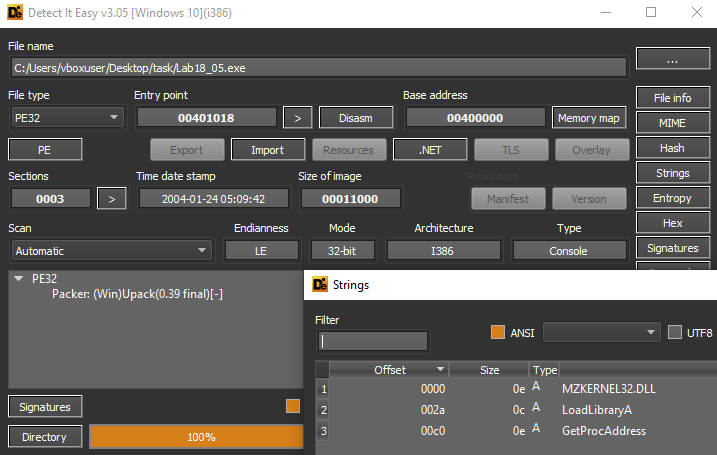 Detect It Easy v3.05 [Windows 10](i386)
File name
C:/Users/vboxuser/Desktop/task/Lab18_05.exe
...
File type
Entry point
Base address
File info
PE32
00401018
>
Disasm
00400000
Memory map
MIME
PE
Export
Import
Resources
.NET
TLS
Overlay
Hash
Sections
Time date stamp
Size of image
Resources
Strings
0003
>
2004-01-24 05:09:42
00011000
Manifest
Version
Entropy
Scan
Endianness
Mode
Architecture
Type
Hex
Automatic
LE
32-bit
I386
Console
Signatures
PE32
Packer: (Win)Upack(0.39 final)[-]
Strings
Filter
ANSI
UTF8
Offset
Size
Type
1 0000 0e A MZKERNEL32.DLL
2 002a 0c A LoadLibraryA
3 00c0 0e A GetProcAddress
Signatures
Directory
100%